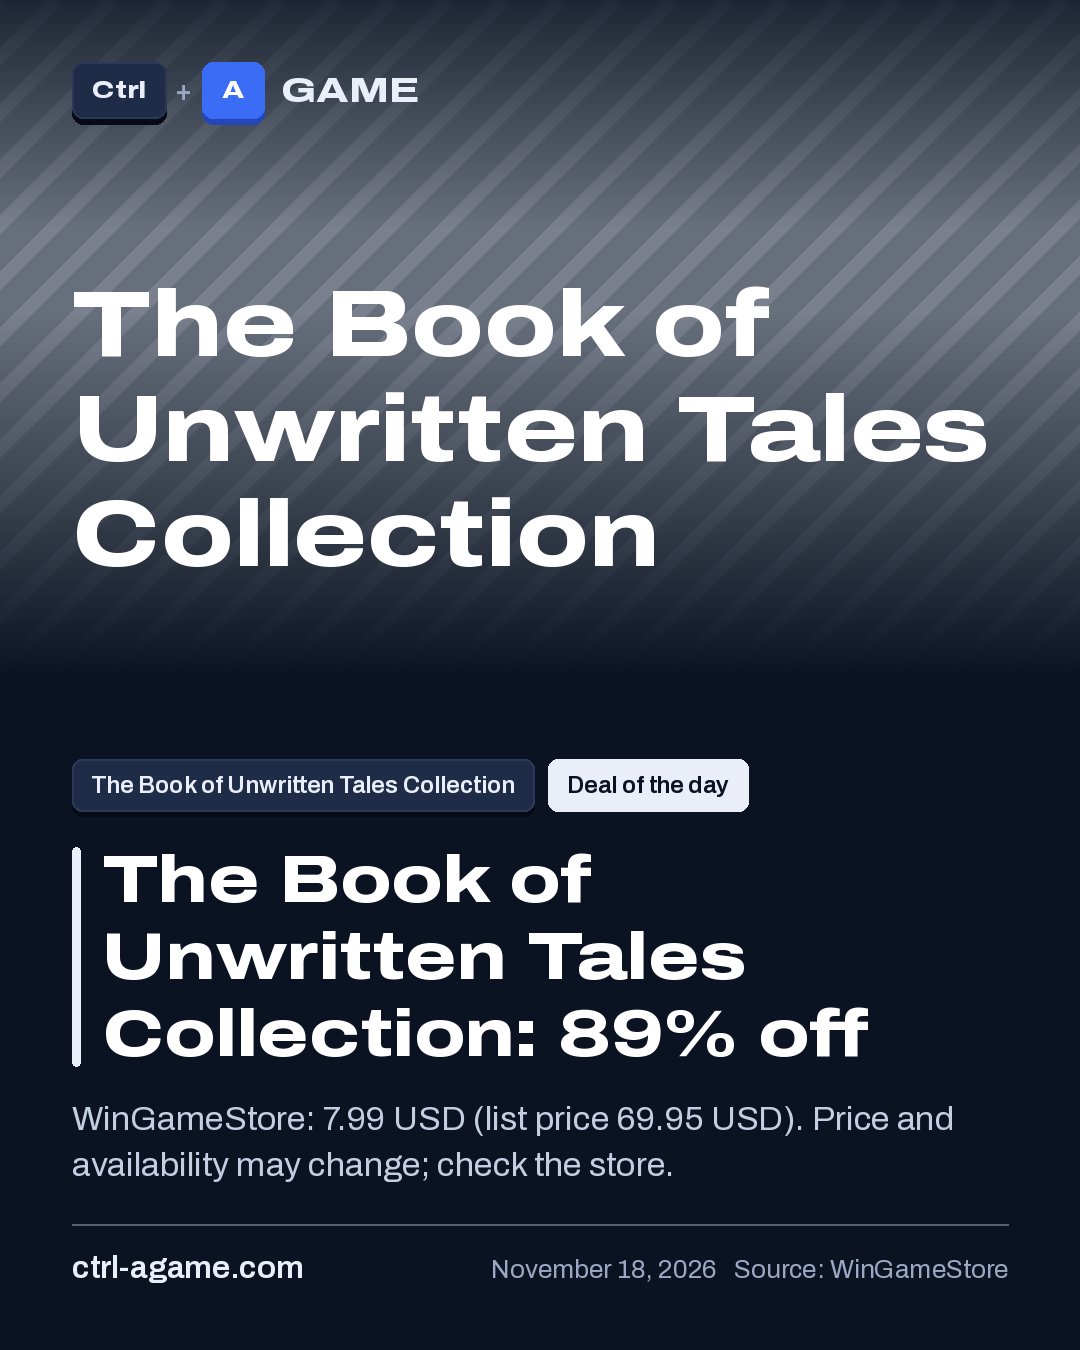 Ctrl + A GAME
The Book of
Unwritten Tales
Collection
The Book of Unwritten Tales Collection Deal of the day
The Book of
Unwritten Tales
Collection: 89% off
WinGameStore: 7.99 USD (list price 69.95 USD). Price and
availability may change; check the store.
ctrl-agame.com November 18, 2026 Source: WinGameStore